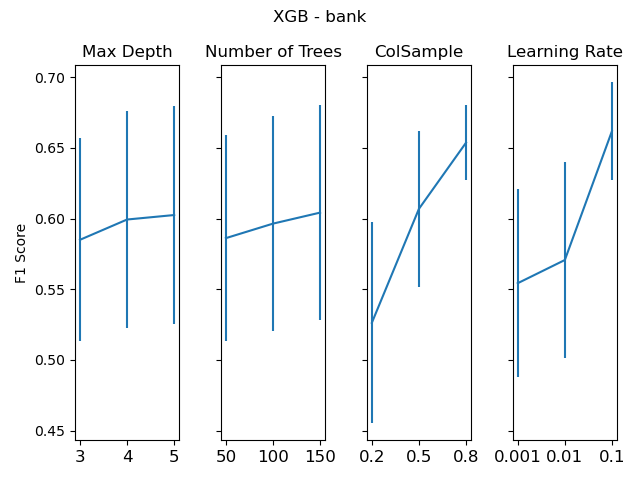 XGB - bank
Max Depth
Number of Trees
ColSample
Learning Rate
F1 Score
0.70
0.65
0.60
0.55
0.50
0.45
3 4 5
50 100 150
0.2 0.5 0.8
0.001 0.01 0.1